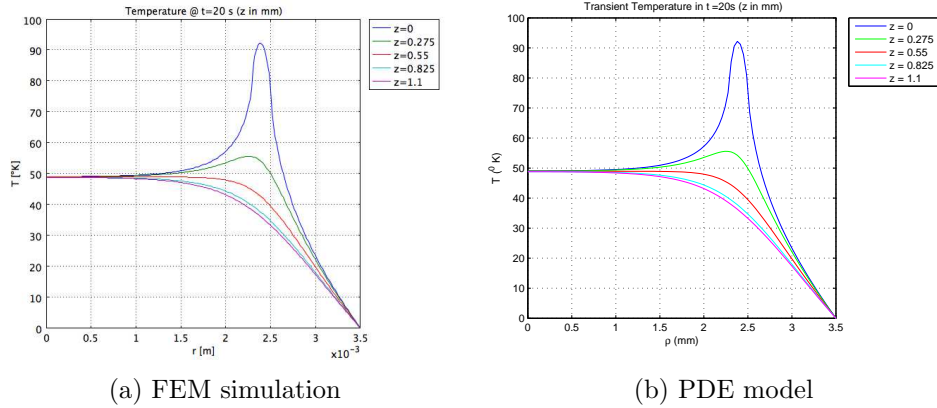 Temperature @ t=20 s (z in mm)
100
90
80
70
60
50
40
30
20
10
0
T [°K]
0
0.5
1
1.5
2
2.5
3
3.5
×10⁻³
r [m]
z=0
z=0.275
z=0.55
z=0.825
z=1.1
(a) FEM simulation
Transient Temperature in t =20s (z in mm)
100
90
80
70
60
50
40
30
20
10
0
T (⁰ K)
0
0.5
1
1.5
2
2.5
3
3.5
ρ (mm)
z = 0
z = 0.275
z = 0.55
z = 0.825
z = 1.1
(b) PDE model